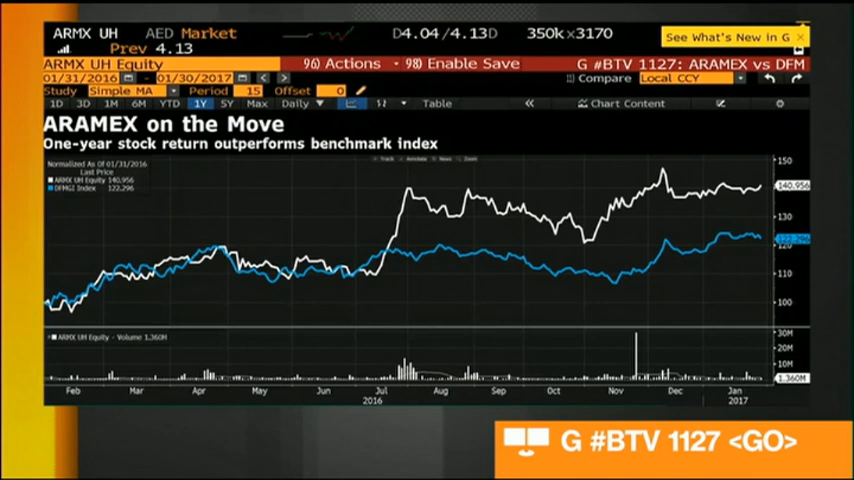 ARMX UH AED Market D4.04/4.13D 350kx3170
Prev 4.13
See What's New in G ×
ARMX UH Equity 96) Actions 98) Enable Save G #BTV 1127: ARAMEX vs DFM
01/31/2016 - 01/30/2017 Compare Local CCY
Study Simple MA Period 15 Offset 0
1D 3D 1M 6M YTD 1Y 5Y Max Daily Table << Chart Content
ARAMEX on the Move
One-year stock return outperforms benchmark index
Track Annotate News Zoom
Normalized As Of 01/31/2016
Last Price
ARMX UH Equity 140.956
DFMGI Index 122.296
150
140.956
130
122.296
110
100
ARMX UH Equity - Volume 1.360M
30M
20M
10M
1.360M
Feb Mar Apr May Jun Jul Aug Sep Oct Nov Dec Jan
2016 2017
G #BTV 1127 <GO>